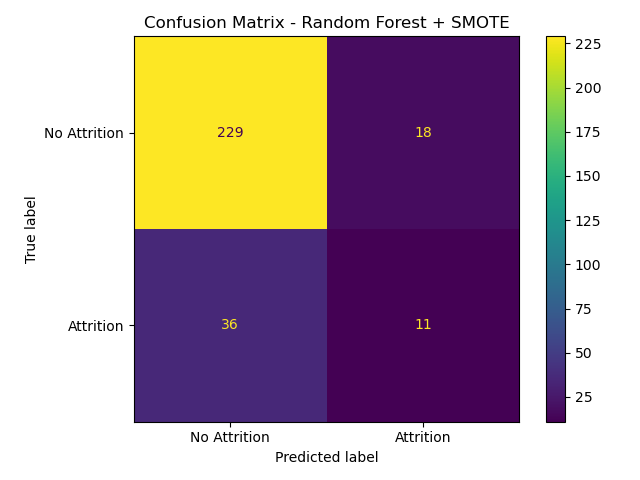 Confusion Matrix - Random Forest + SMOTE
True label
No Attrition
229
18
Attrition
36
11
No Attrition
Attrition
Predicted label
225
200
175
150
125
100
75
50
25